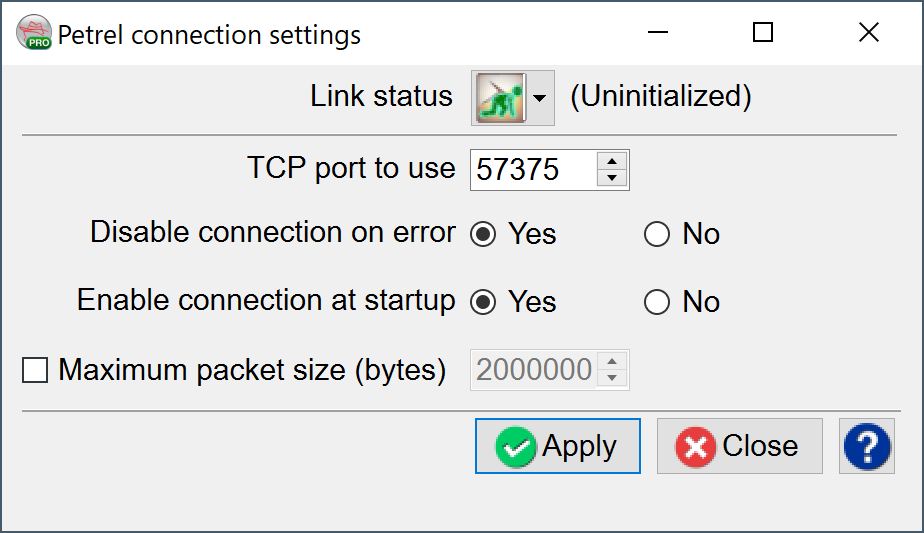 PRO Petrel connection settings
Link status (Uninitialized)
TCP port to use 57375
Disable connection on error Yes No
Enable connection at startup Yes No
Maximum packet size (bytes) 2000000
Apply Close ?